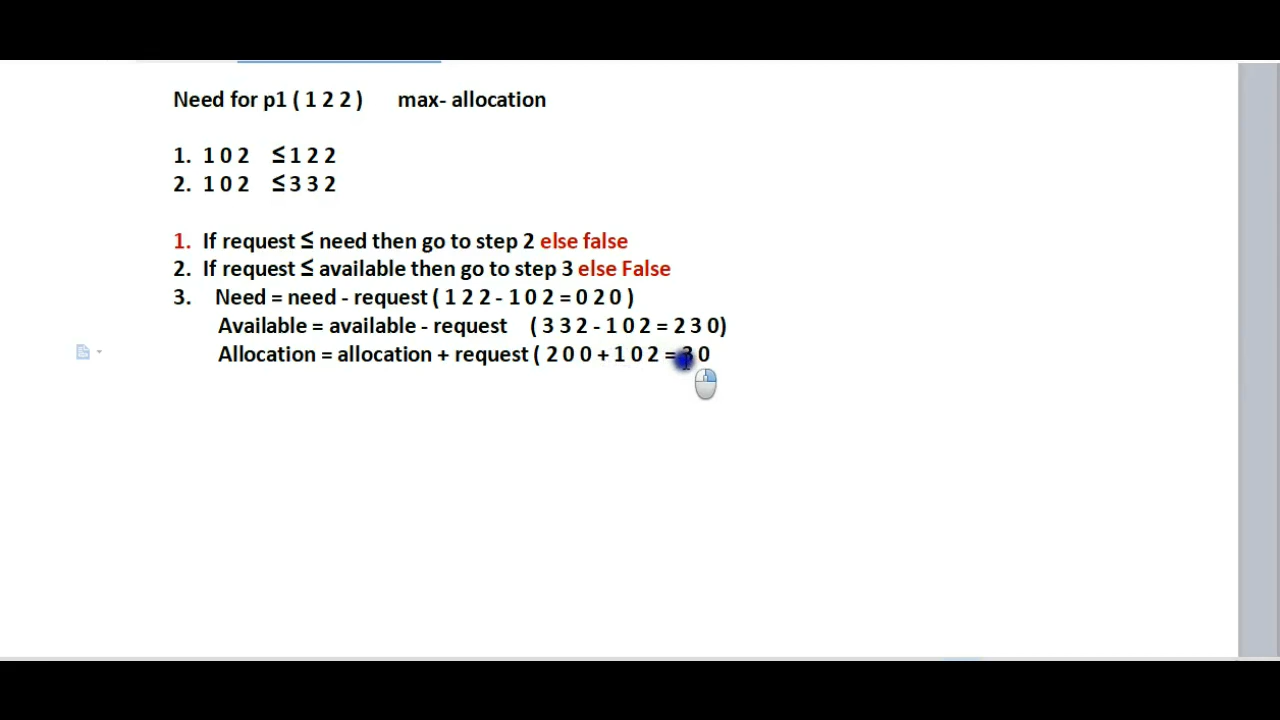 Need for p1 ( 1 2 2 ) max- allocation
1. 1 0 2 ≤ 1 2 2
2. 1 0 2 ≤ 3 3 2
1. If request ≤ need then go to step 2 else false
2. If request ≤ available then go to step 3 else False
3. Need = need - request ( 1 2 2 - 1 0 2 = 0 2 0 )
Available = available - request ( 3 3 2 - 1 0 2 = 2 3 0)
Allocation = allocation + request ( 2 0 0 + 1 0 2 = 3 0